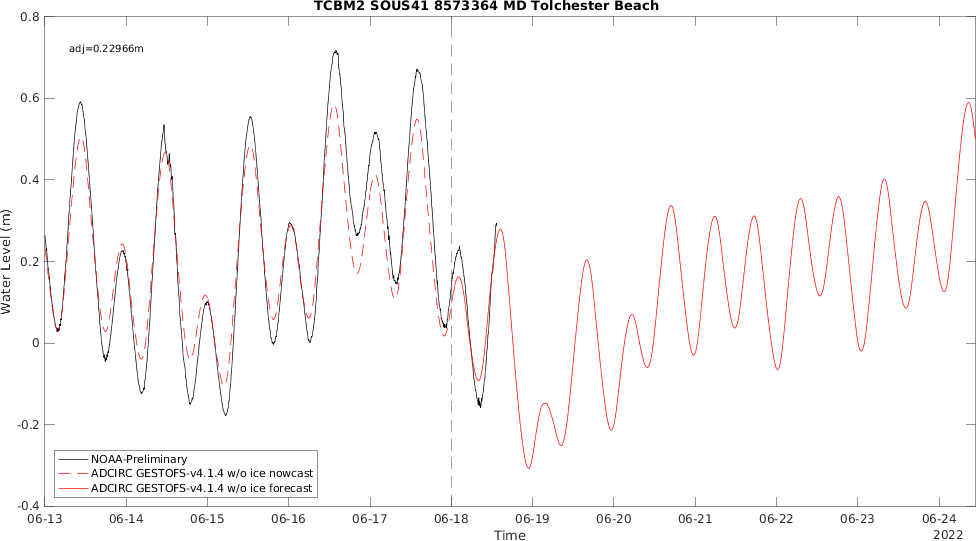 TCBM2 SOUS41 8573364 MD Tolchester Beach
adj=0.22966m
Water Level (m)
0.8
0.6
0.4
0.2
0
-0.2
-0.4
NOAA-Preliminary
ADCIRC GESTOFS-v4.1.4 w/o ice nowcast
ADCIRC GESTOFS-v4.1.4 w/o ice forecast
06-13 06-14 06-15 06-16 06-17 06-18 06-19 06-20 06-21 06-22 06-23 06-24
Time
2022